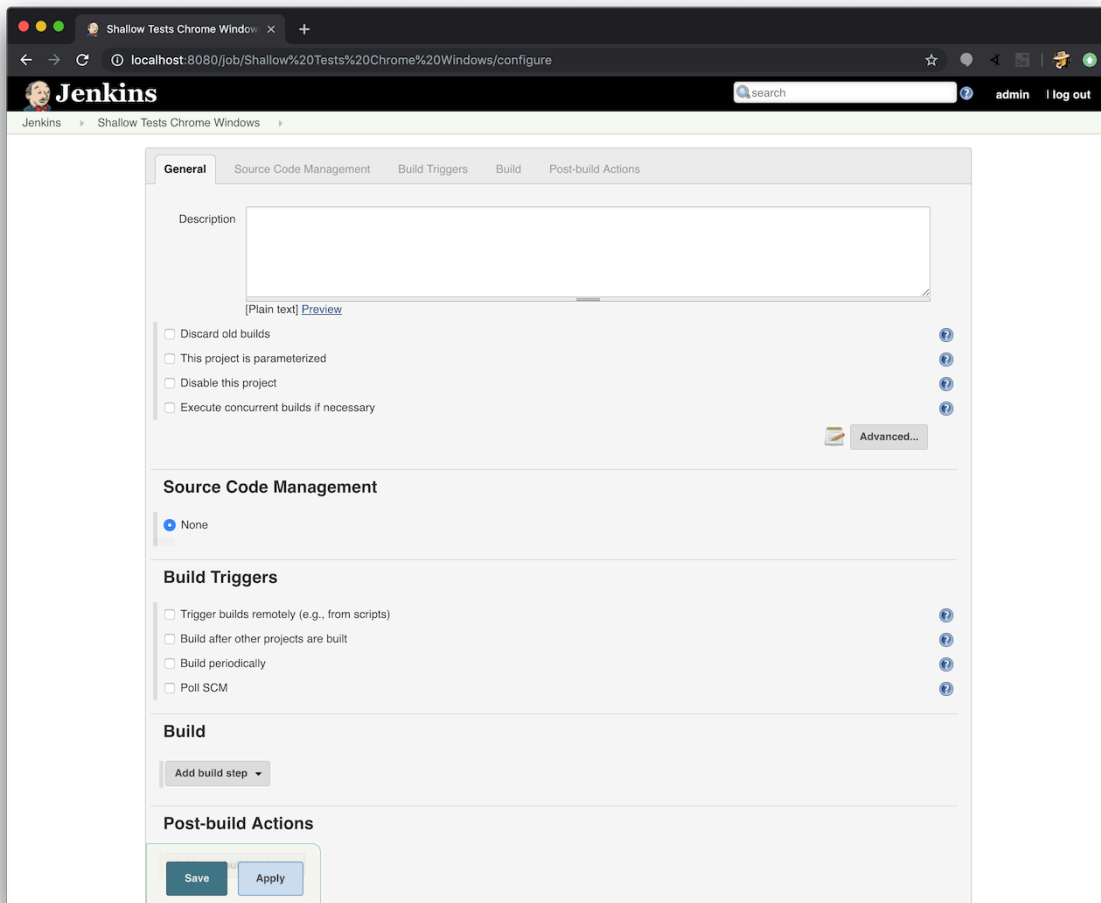 Shallow Tests Chrome Window
localhost:8080/job/Shallow%20Tests%20Chrome%20Windows/configure
Jenkins
search
admin
log out
Jenkins
Shallow Tests Chrome Windows
General
Source Code Management
Build Triggers
Build
Post-build Actions
Description
[Plain text] Preview
Discard old builds
This project is parameterized
Disable this project
Execute concurrent builds if necessary
Advanced...
Source Code Management
None
Build Triggers
Trigger builds remotely (e.g., from scripts)
Build after other projects are built
Build periodically
Poll SCM
Build
Add build step
Post-build Actions
Save
Apply